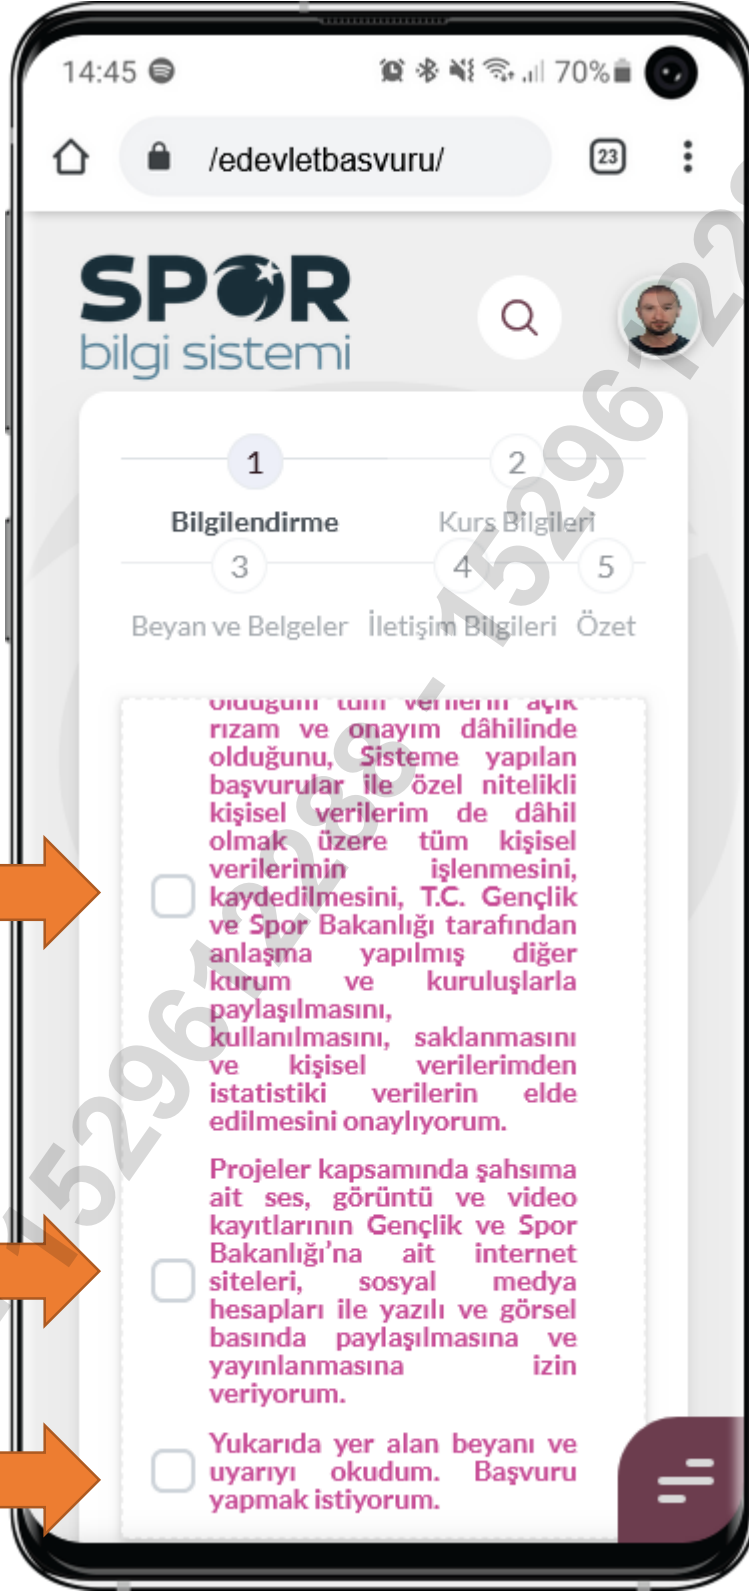 14:45
70%
/edevletbasvuru/
23
SPOR
bilgi sistemi
1
2
Bilgilendirme
Kurs Bilgileri
3
4
5
Beyan ve Belgeler
İletişim Bilgileri
Özet
olduğum tüm verilerin açık
rızam ve onayım dâhilinde
olduğunu, Sisteme yapılan
başvurular ile özel nitelikli
kişisel verilerim de dâhil
olmak üzere tüm kişisel
verilerimin işlenmesini,
kaydedilmesini, T.C. Gençlik
ve Spor Bakanlığı tarafından
anlaşma yapılmış diğer
kurum ve kuruluşlarla
paylaşılmasını,
kullanılmasını, saklanmasını
ve kişisel verilerimden
istatistiki verilerin elde
edilmesini onaylıyorum.
Projeler kapsamında şahsıma
ait ses, görüntü ve video
kayıtlarının Gençlik ve Spor
Bakanlığı'na ait internet
siteleri, sosyal medya
hesapları ile yazılı ve görsel
basında paylaşılmasına ve
yayınlanmasına izin
veriyorum.
Yukarıda yer alan beyanı ve
uyarıyı okudum. Başvuru
yapmak istiyorum.